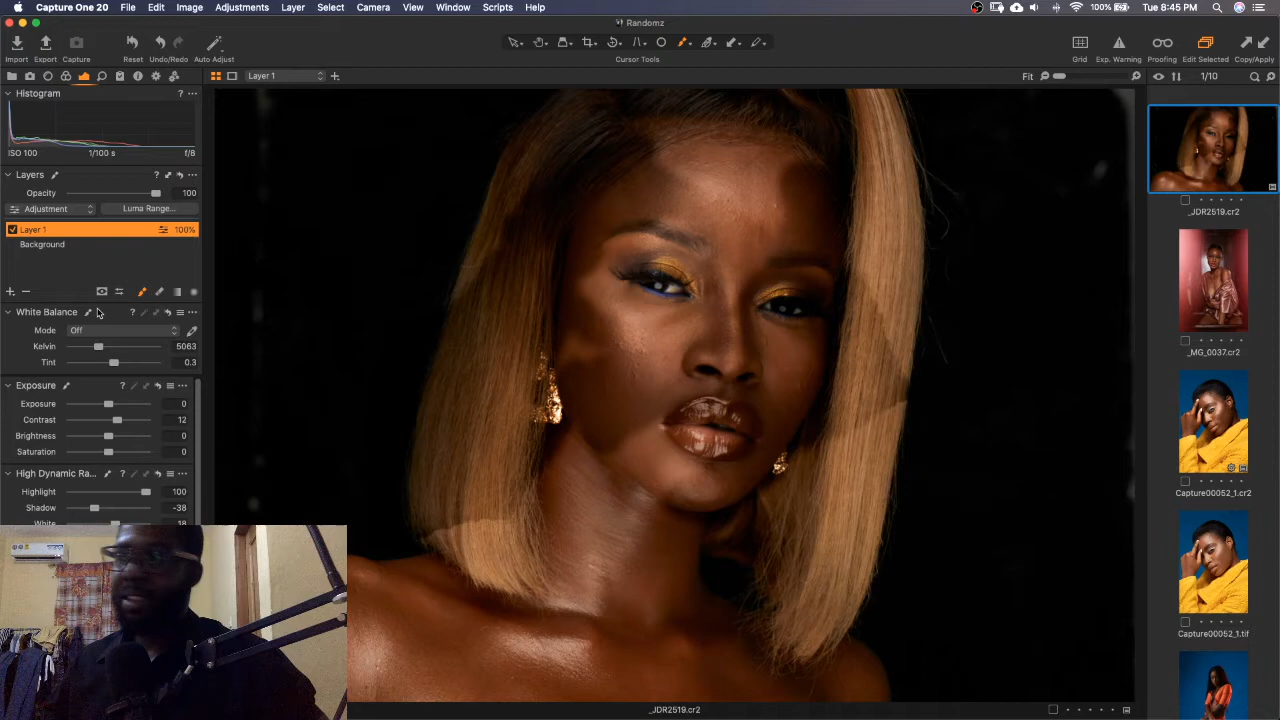 Capture One 20 File Edit Image Adjustments Layer Select Camera View Window Scripts Help 100% Tue 8:45 PM
Randomz
Import Export Capture Reset Undo/Redo Auto Adjust Cursor Tools Grid Exp. Warning Proofing Edit Selected Copy/Apply
Layer 1 Fit 1/10
Histogram
ISO 100 1/100 s f/8
Layers
Opacity 100
Adjustment Luma Range...
Layer 1 100%
Background
White Balance
Mode Off
Kelvin 5063
Tint 0.3
Exposure
Exposure 0
Contrast 12
Brightness 0
Saturation 0
High Dynamic Ra...
Highlight 100
Shadow -38
White 18
_JDR2519.cr2
_JDR2519.cr2
_MG_0037.cr2
Capture00052_1.cr2
Capture00052_1.tif